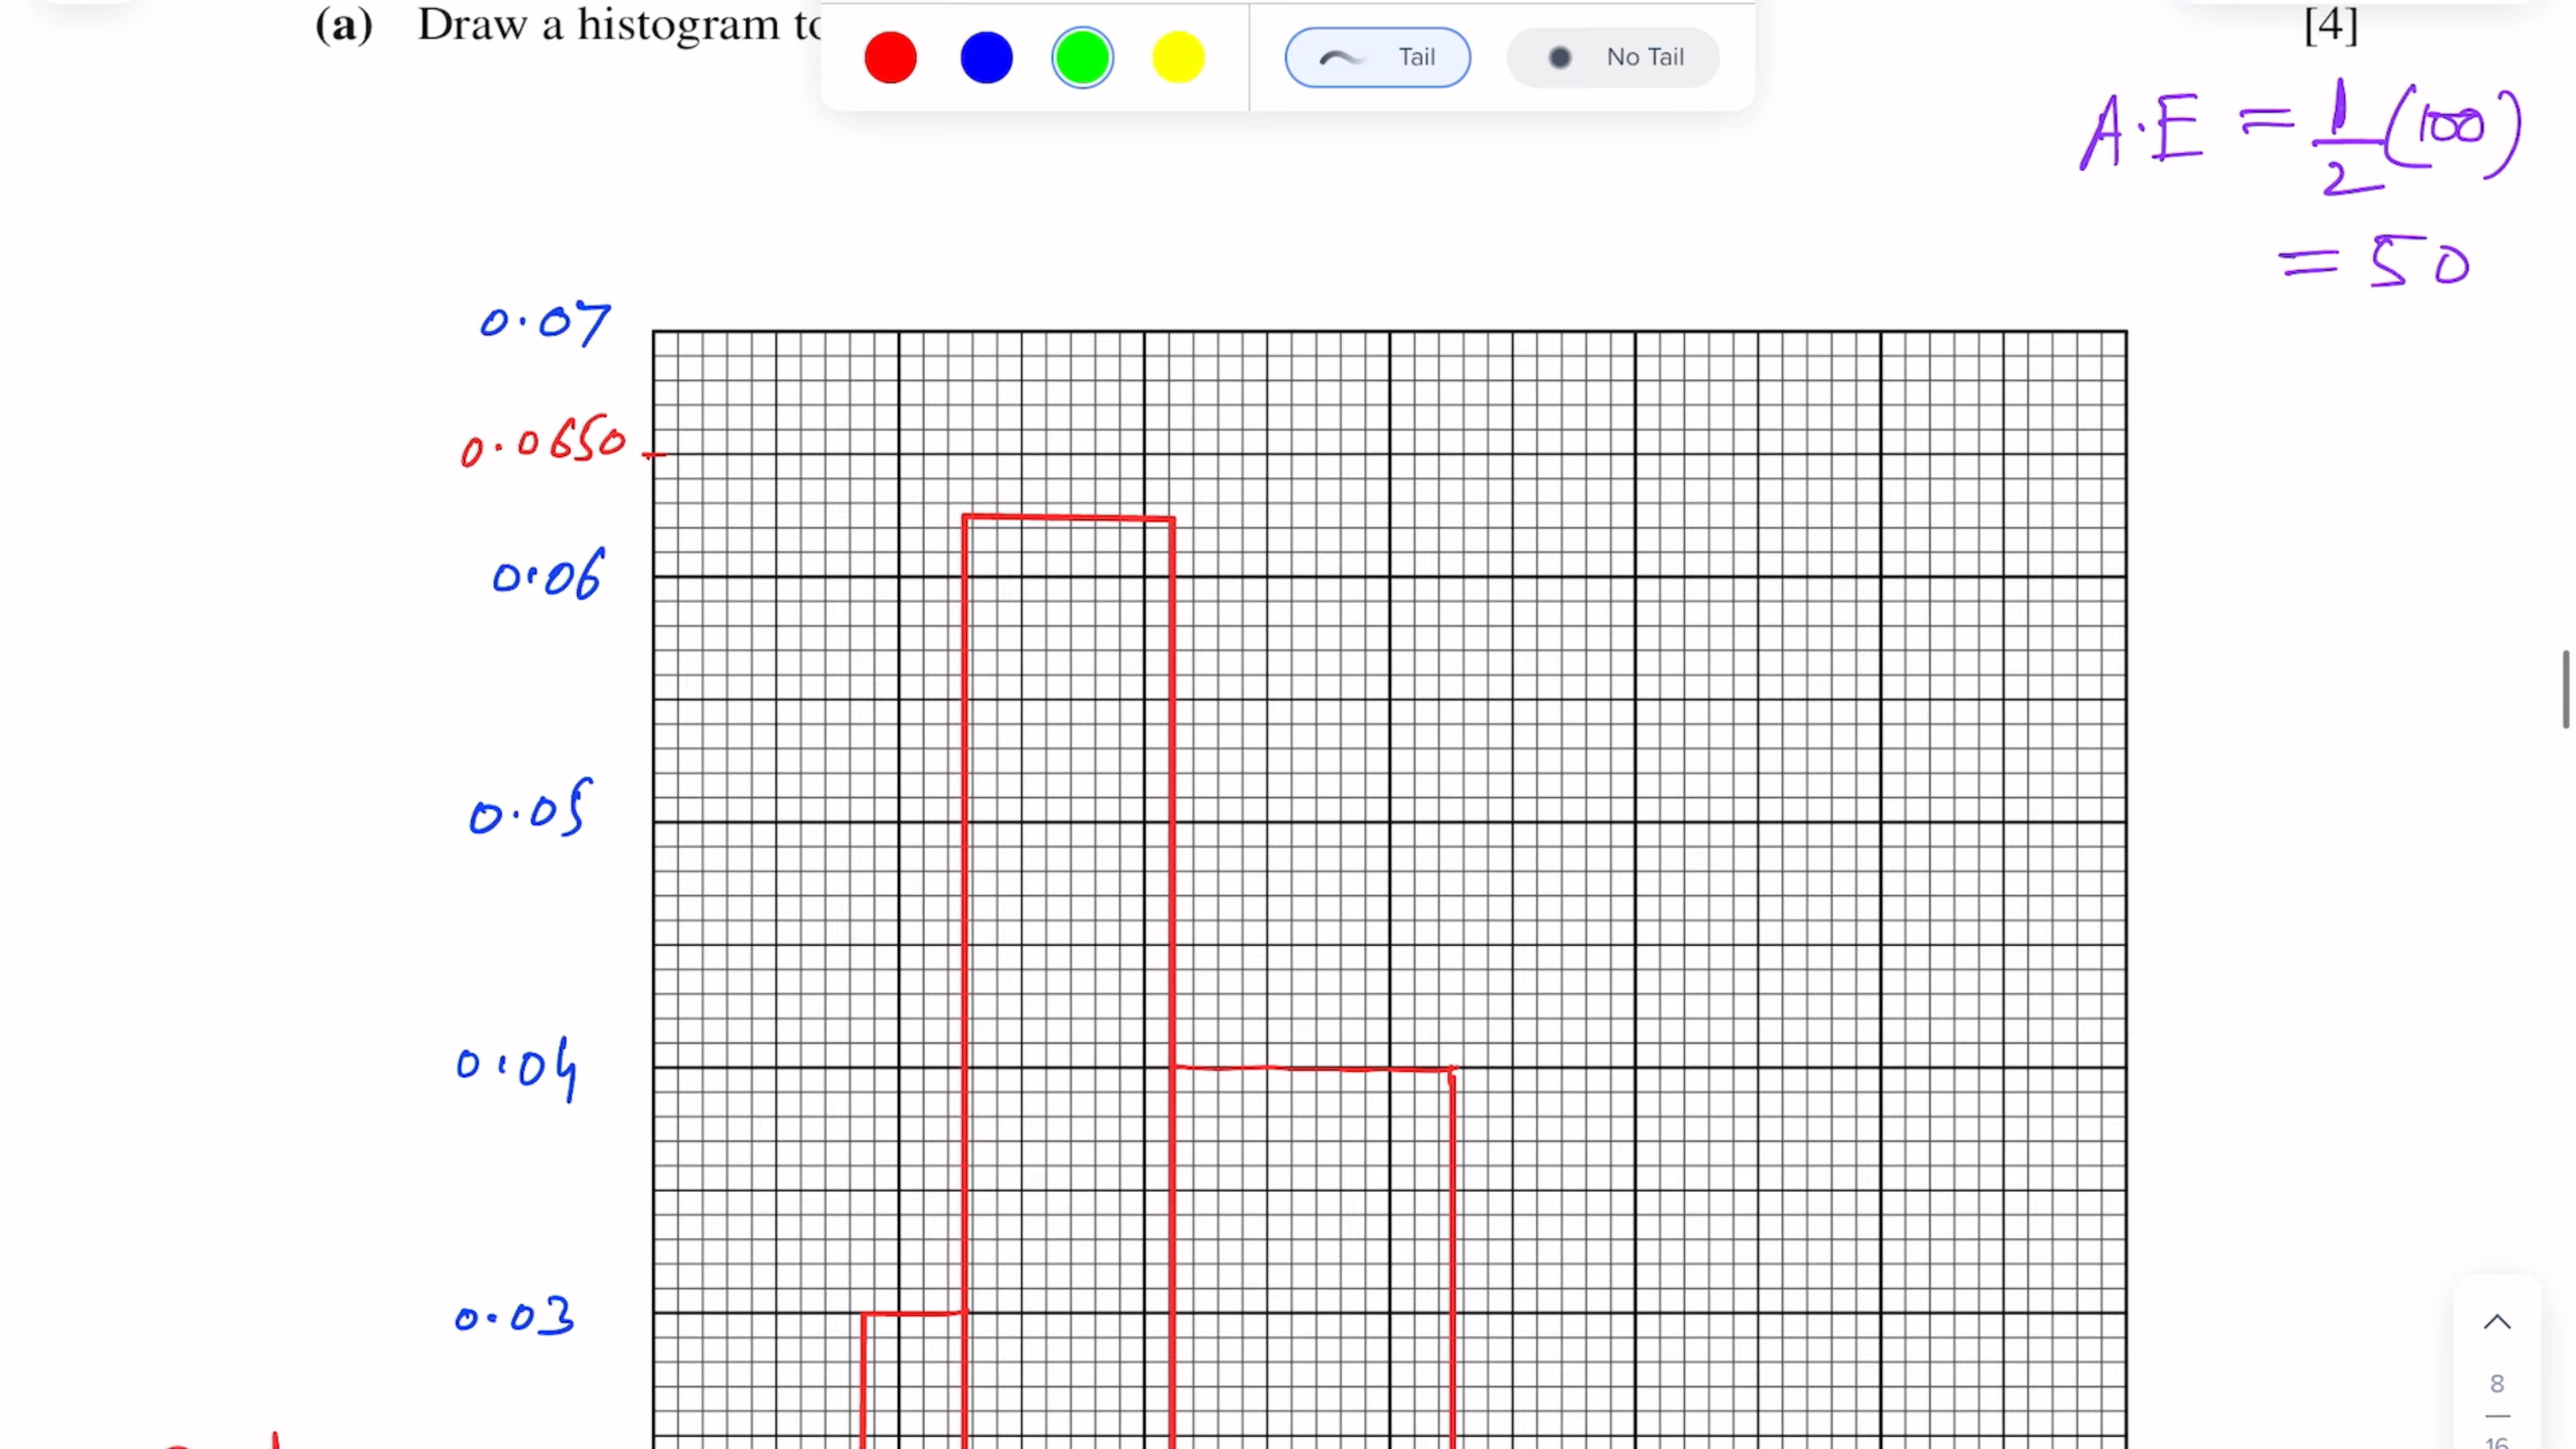 (a) Draw a histogram to
[4]
Tail
No Tail
A.E = 1/2 (100)
= 50
0.07
0.0650
0.06
0.05
0.04
0.03
8
16